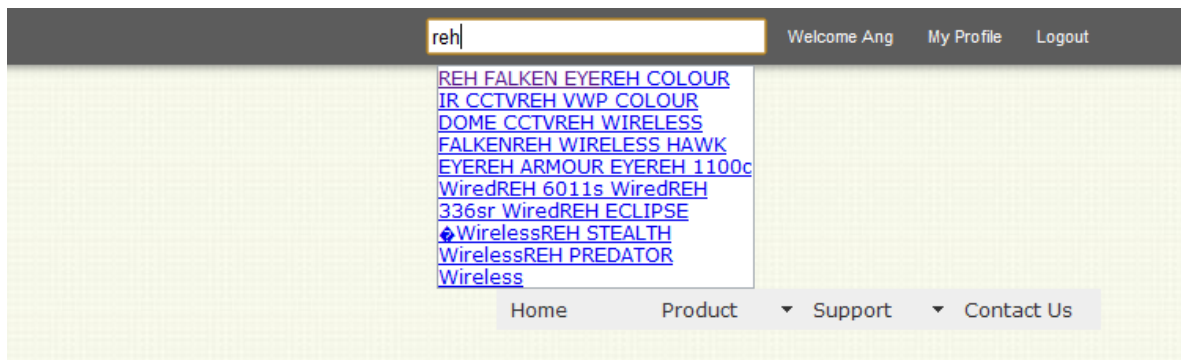 reh Welcome Ang My Profile Logout
REH FALKEN EYEREH COLOUR
IR CCTVREH VWP COLOUR
DOME CCTVREH WIRELESS
FALKENREH WIRELESS HAWK
EYEREH ARMOUR EYEREH 1100c
WiredREH 6011s WiredREH
336sr WiredREH ECLIPSE
�WirelessREH STEALTH
WirelessREH PREDATOR
Wireless
Home Product Support Contact Us